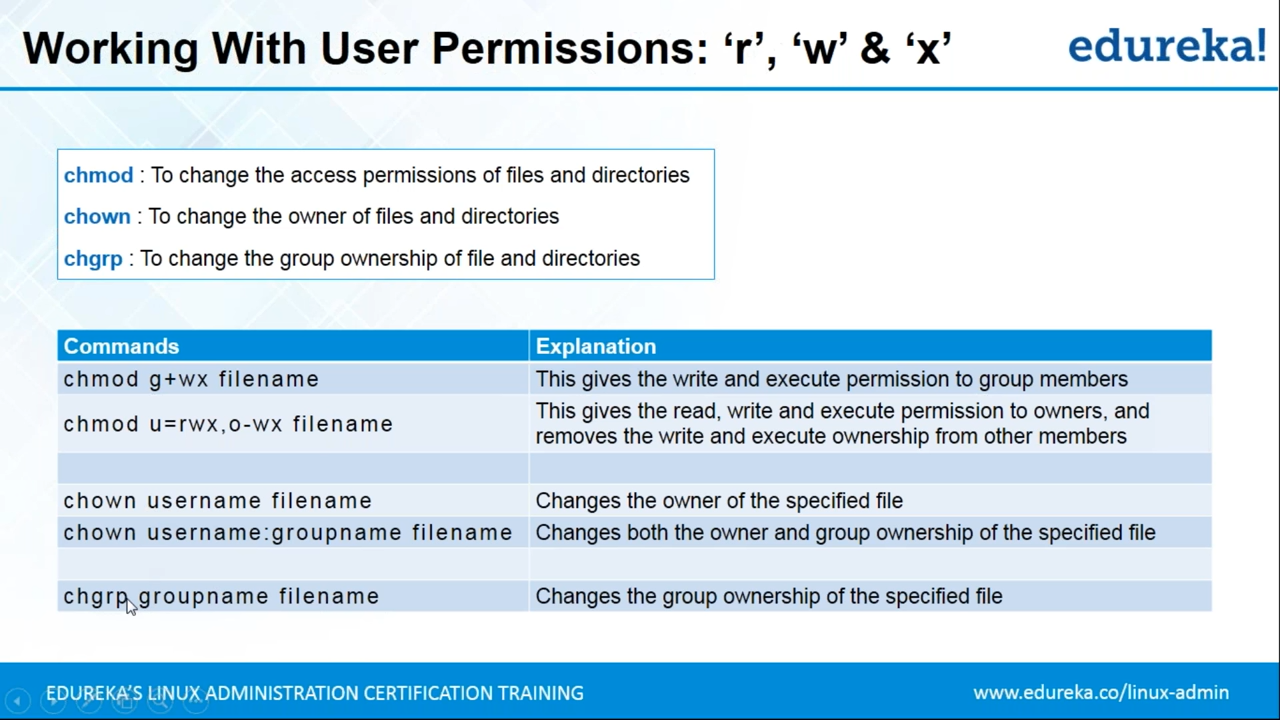 Working With User Permissions: ‘r’, ‘w’ & ‘x’
edureka!
chmod : To change the access permissions of files and directories
chown : To change the owner of files and directories
chgrp : To change the group ownership of file and directories
Commands Explanation
chmod g+wx filename This gives the write and execute permission to group members
chmod u=rwx,o-wx filename This gives the read, write and execute permission to owners, and
removes the write and execute ownership from other members
chown username filename Changes the owner of the specified file
chown username:groupname filename Changes both the owner and group ownership of the specified file
chgrp groupname filename Changes the group ownership of the specified file
EDUREKA'S LINUX ADMINISTRATION CERTIFICATION TRAINING
www.edureka.co/linux-admin